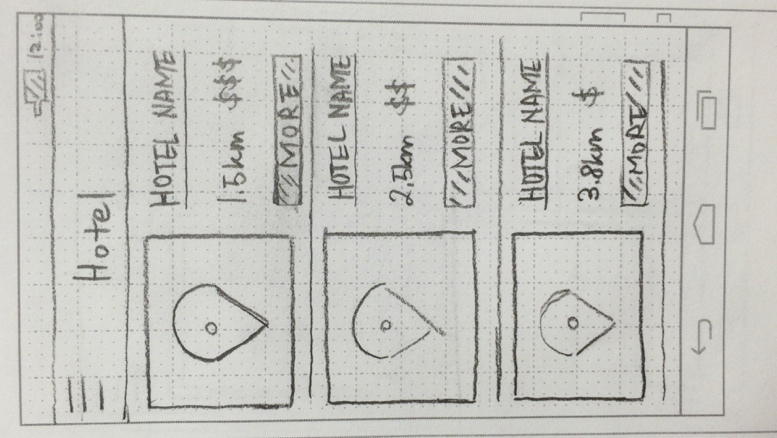 12:00
Hotel
HOTEL NAME
1.5km $$$
MORE
HOTEL NAME
2.5km $$
MORE
HOTEL NAME
3.8km $
MORE